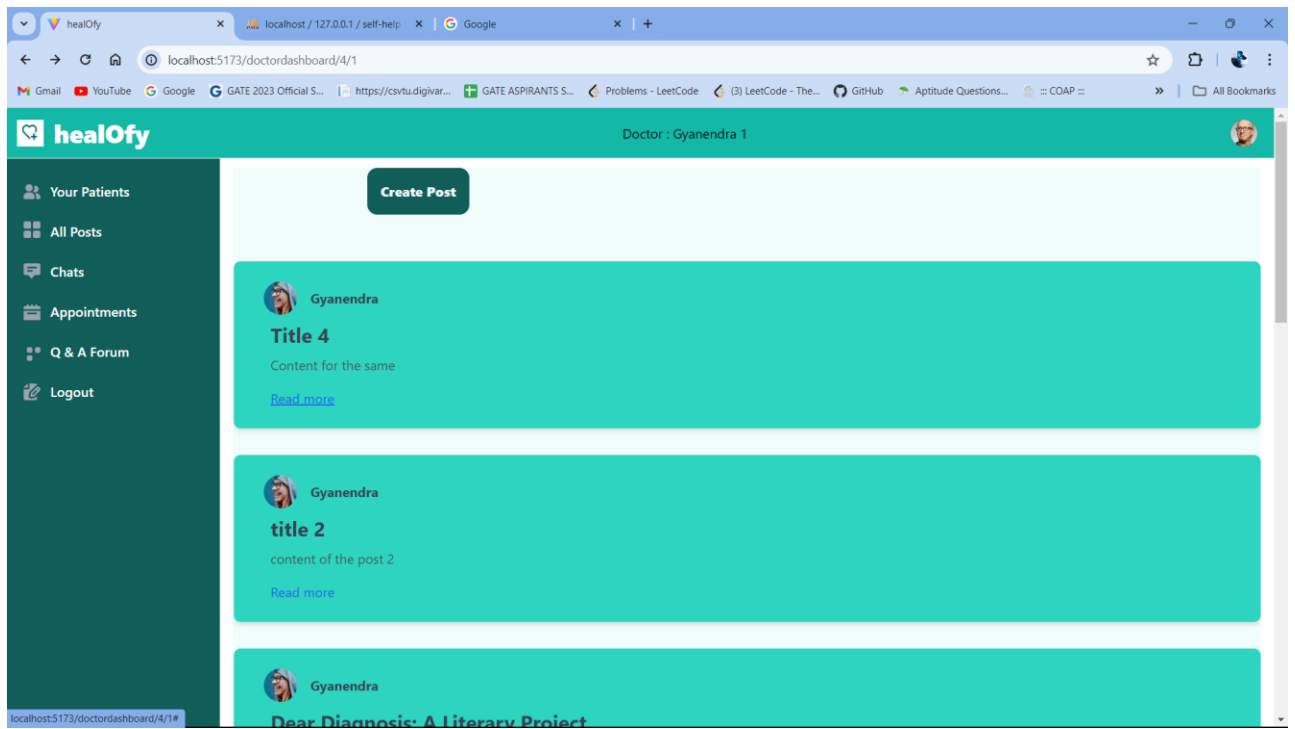 healOfy
localhost / 127.0.0.1 / self-help
Google
localhost:5173/doctordashboard/4/1
Gmail YouTube Google GATE 2023 Official S... https://csvtu.digivar... GATE ASPIRANTS S... Problems - LeetCode (3) LeetCode - The... GitHub Aptitude Questions... ::: COAP ::: All Bookmarks
healOfy
Doctor : Gyanendra 1
Your Patients
All Posts
Chats
Appointments
Q & A Forum
Logout
Create Post
Gyanendra
Title 4
Content for the same
Read more
Gyanendra
title 2
content of the post 2
Read more
Gyanendra
Dear Diagnosis: A Literary Project
localhost:5173/doctordashboard/4/1#